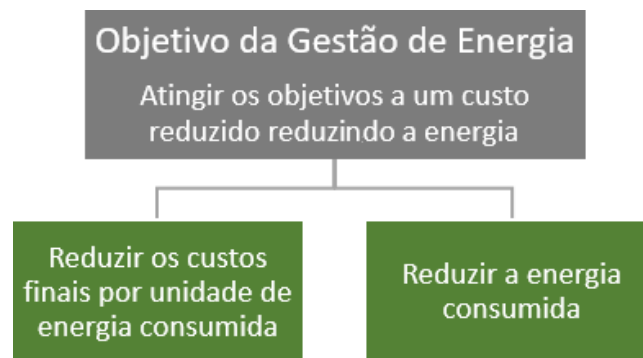 Objetivo da Gestão de Energia
Atingir os objetivos a um custo
reduzido reduzindo a energia
Reduzir os custos
finais por unidade de
energia consumida
Reduzir a energia
consumida